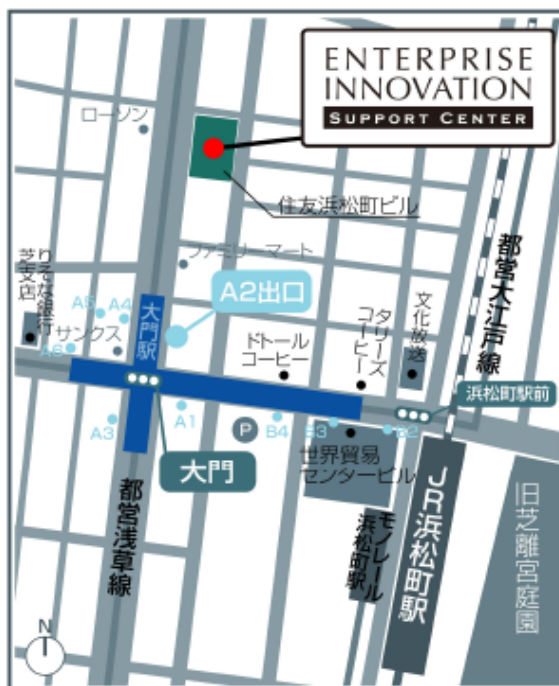 ENTERPRISE
INNOVATION
SUPPORT CENTER
ローソン
住友浜松町ビル
ファミリーマート
都営大江戸線
りそな銀行
芝支店
A5
A4
大門駅
A2出口
サンクス
A6
ドトール
コーヒー
タリーズ
コーヒー
文化放送
浜松町駅前
A3
A1
P
B4
B3
B2
大門
世界貿易
センタービル
都営浅草線
モノレール
浜松町駅
JR浜松町駅
旧芝離宮庭園
N